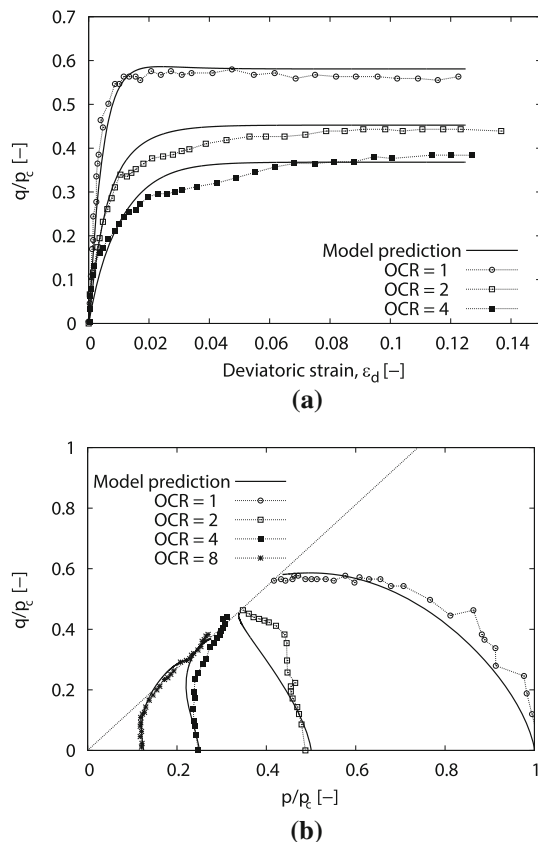 (a)
0.7
0.6
0.5
0.4
0.3
0.2
0.1
0
q/p̄c [–]
Model prediction
OCR = 1
OCR = 2
OCR = 4
0 0.02 0.04 0.06 0.08 0.1 0.12 0.14
Deviatoric strain, εd [–]
(a)
1
0.8
0.6
0.4
0.2
0
q/p̄c [–]
Model prediction
OCR = 1
OCR = 2
OCR = 4
OCR = 8
0 0.2 0.4 0.6 0.8 1
p/p̄c [–]
(b)